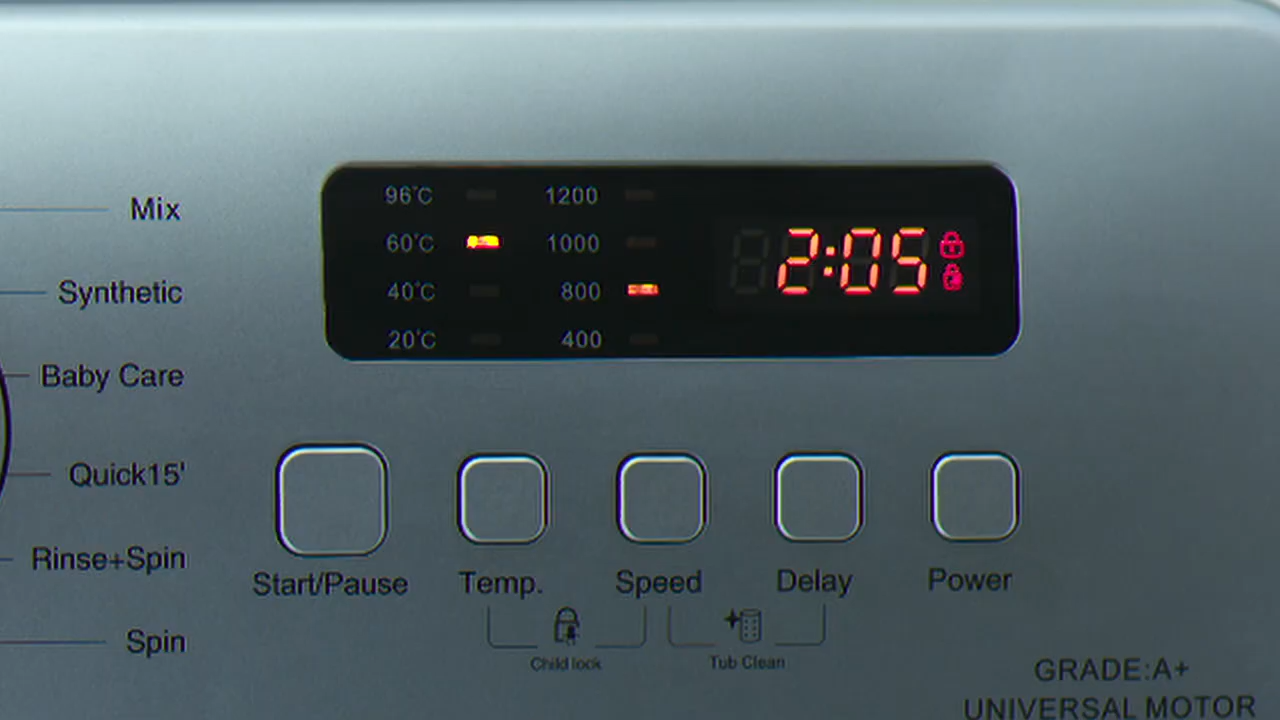 Mix
Synthetic
Baby Care
Quick15'
Rinse+Spin
Spin
96°C 1200
60°C 1000
40°C 800
20°C 400
2:05
Start/Pause Temp. Speed Delay Power
Child lock Tub Clean
GRADE:A+
UNIVERSAL MOTOR